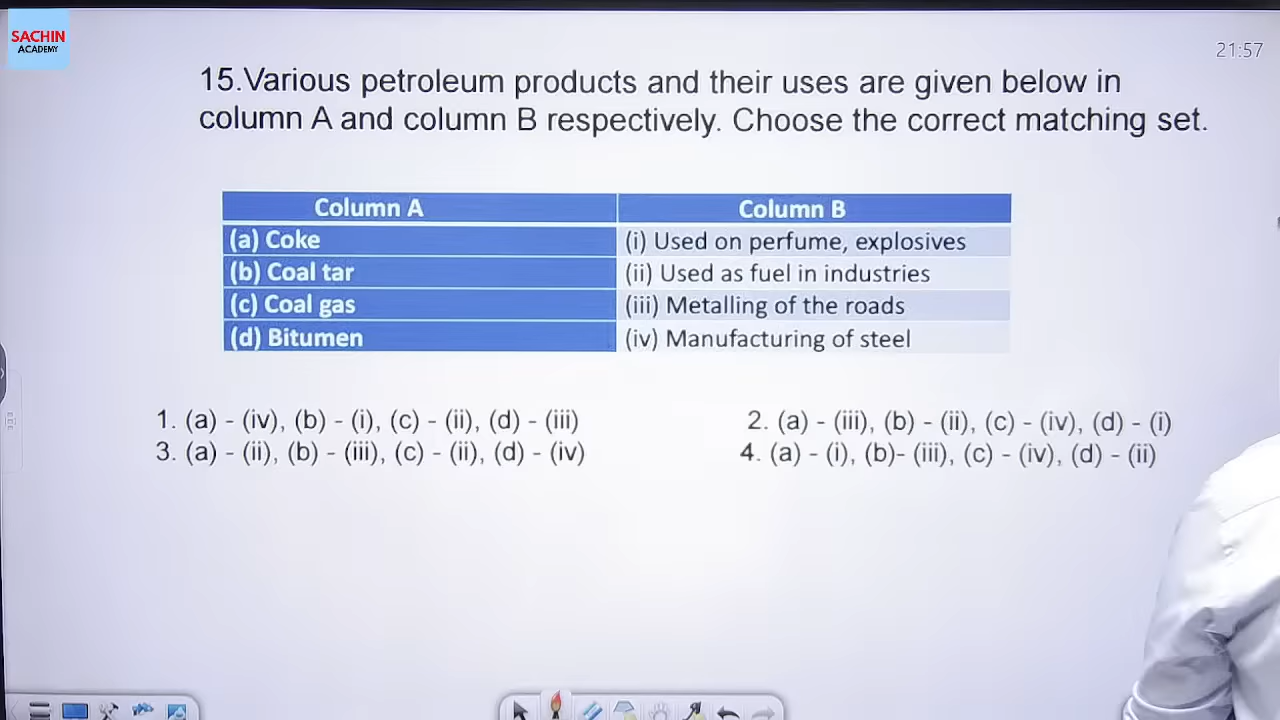 SACHIN
ACADEMY
21:57
15.Various petroleum products and their uses are given below in
column A and column B respectively. Choose the correct matching set.
Column A Column B
(a) Coke (i) Used on perfume, explosives
(b) Coal tar (ii) Used as fuel in industries
(c) Coal gas (iii) Metalling of the roads
(d) Bitumen (iv) Manufacturing of steel
1. (a) - (iv), (b) - (i), (c) - (ii), (d) - (iii) 2. (a) - (iii), (b) - (ii), (c) - (iv), (d) - (i)
3. (a) - (ii), (b) - (iii), (c) - (ii), (d) - (iv) 4. (a) - (i), (b)- (iii), (c) - (iv), (d) - (ii)